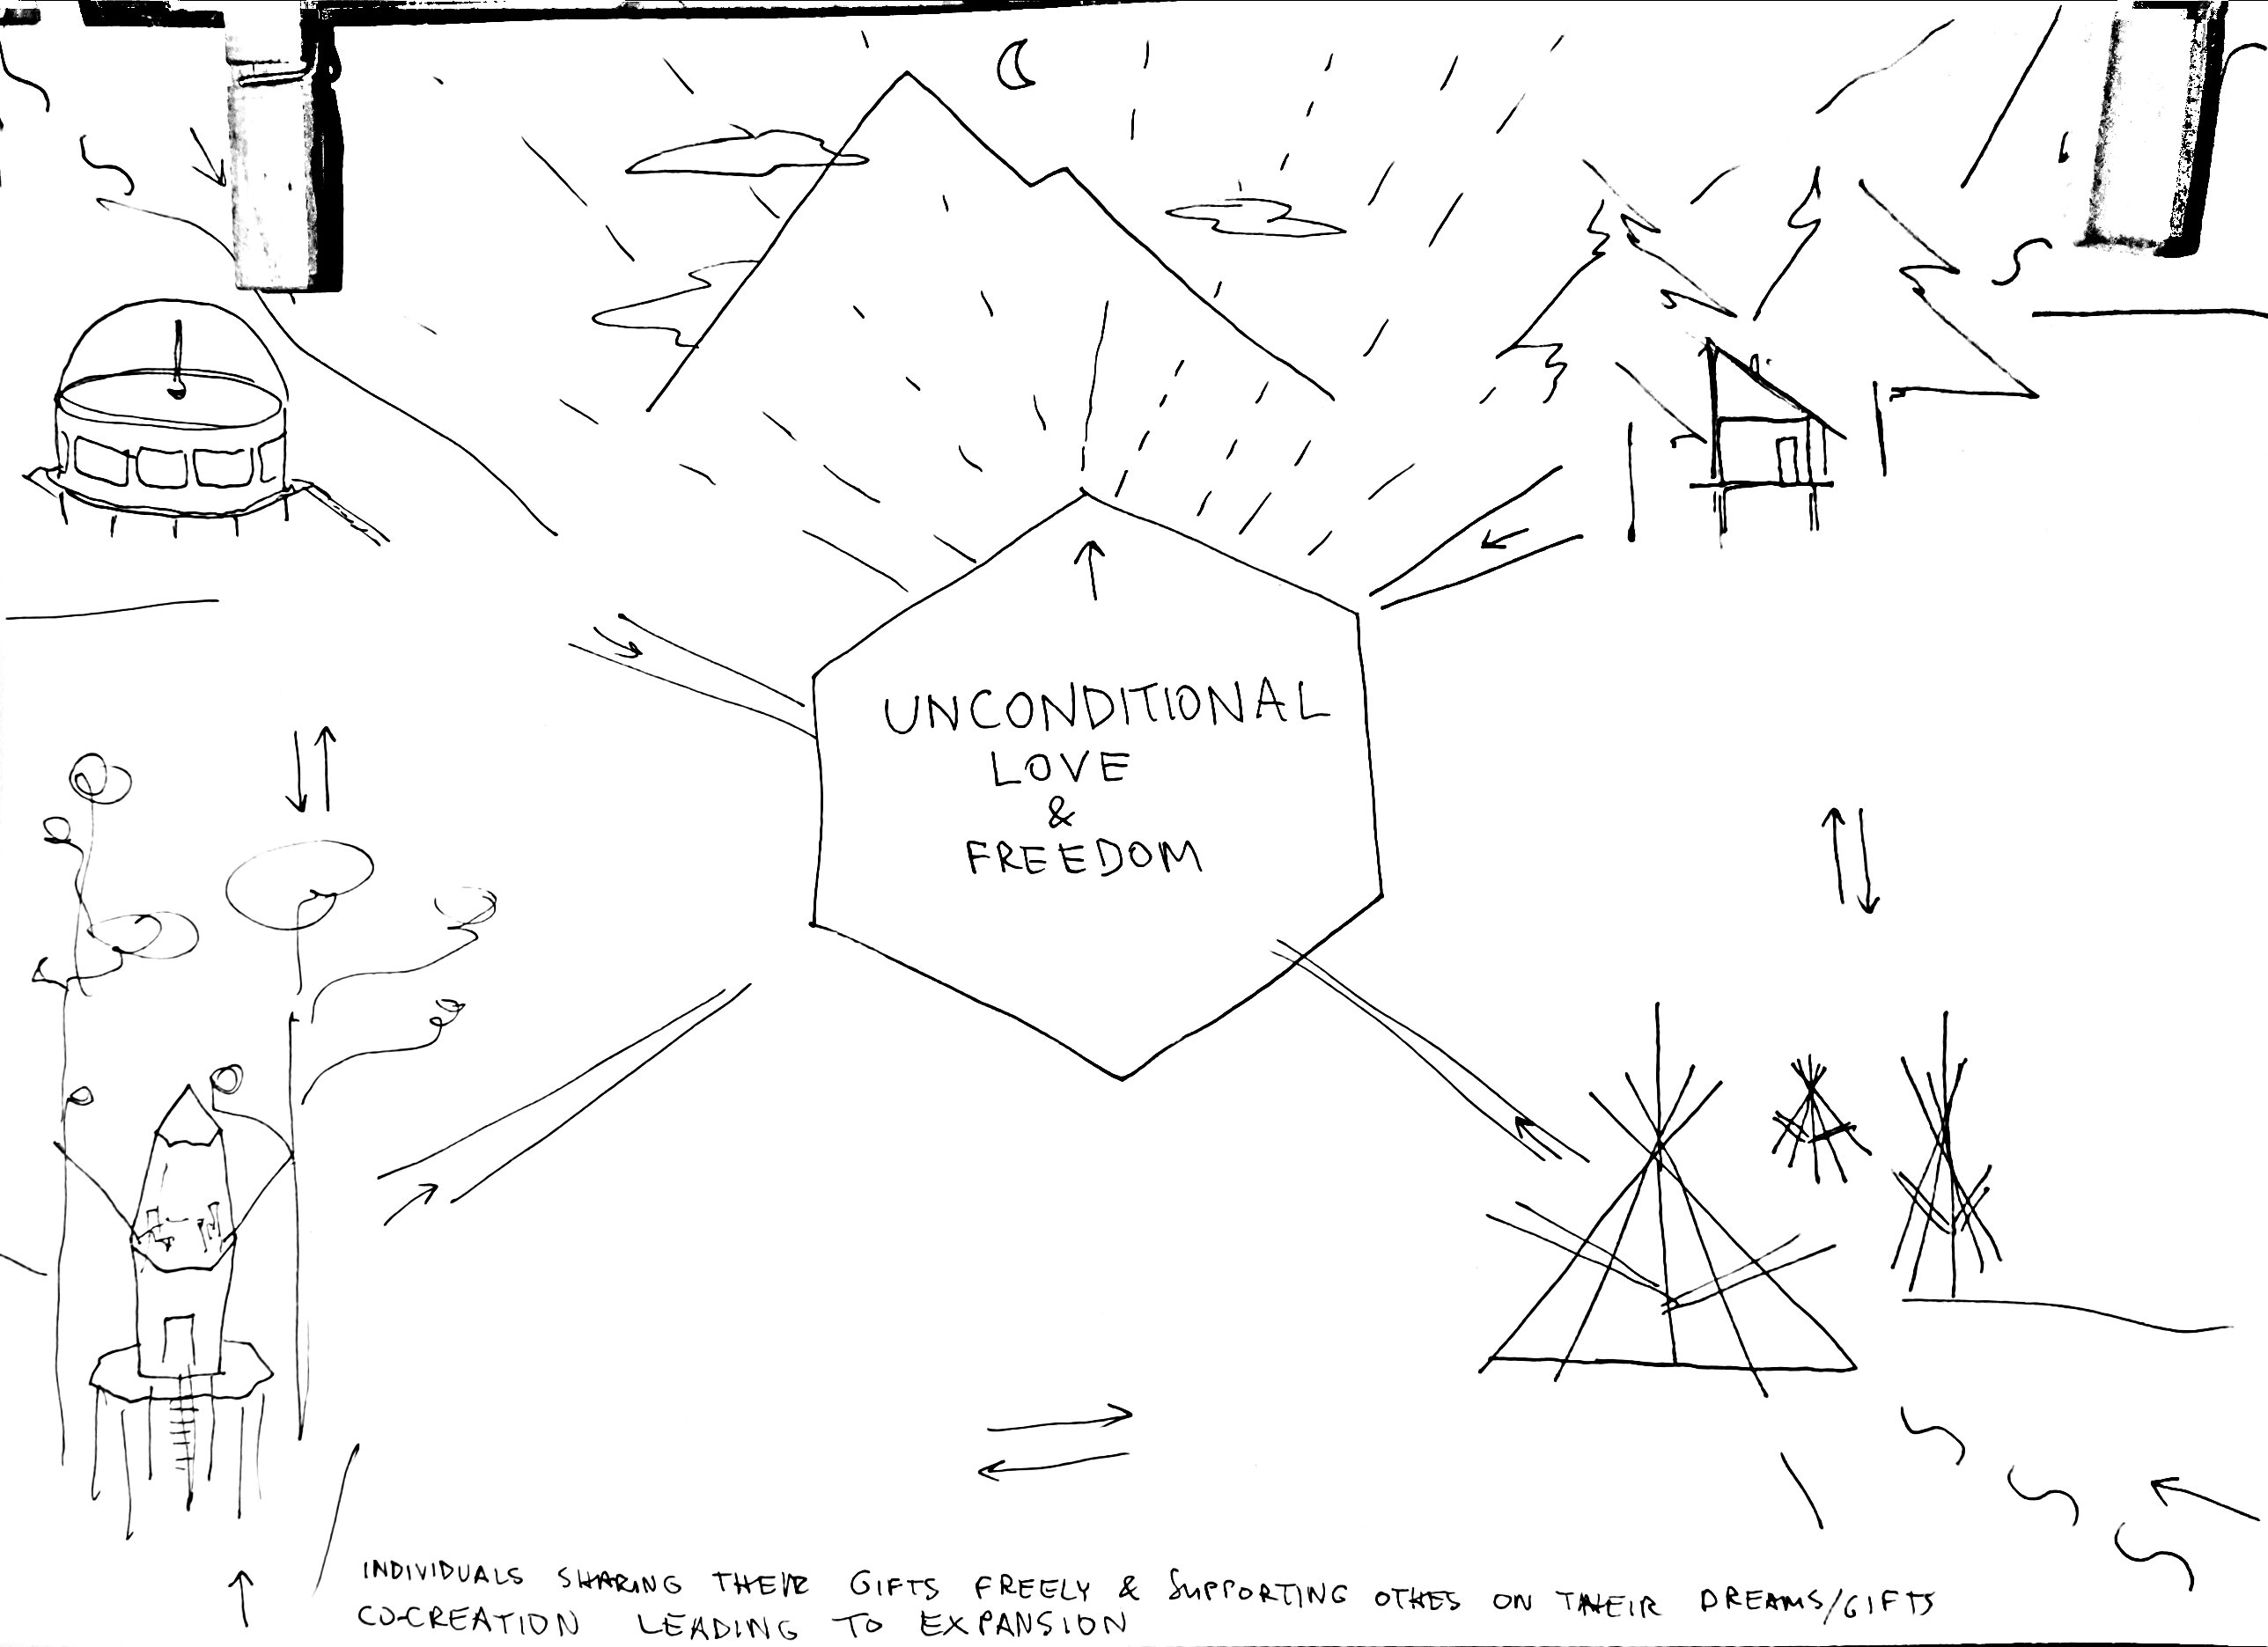 UNCONDITIONAL
LOVE
&
FREEDOM
INDIVIDUALS SHARING THEIR GIFTS FREELY & SUPPORTING OTHES ON THEIR DREAMS/GIFTS
CO-CREATION LEADING TO EXPANSION